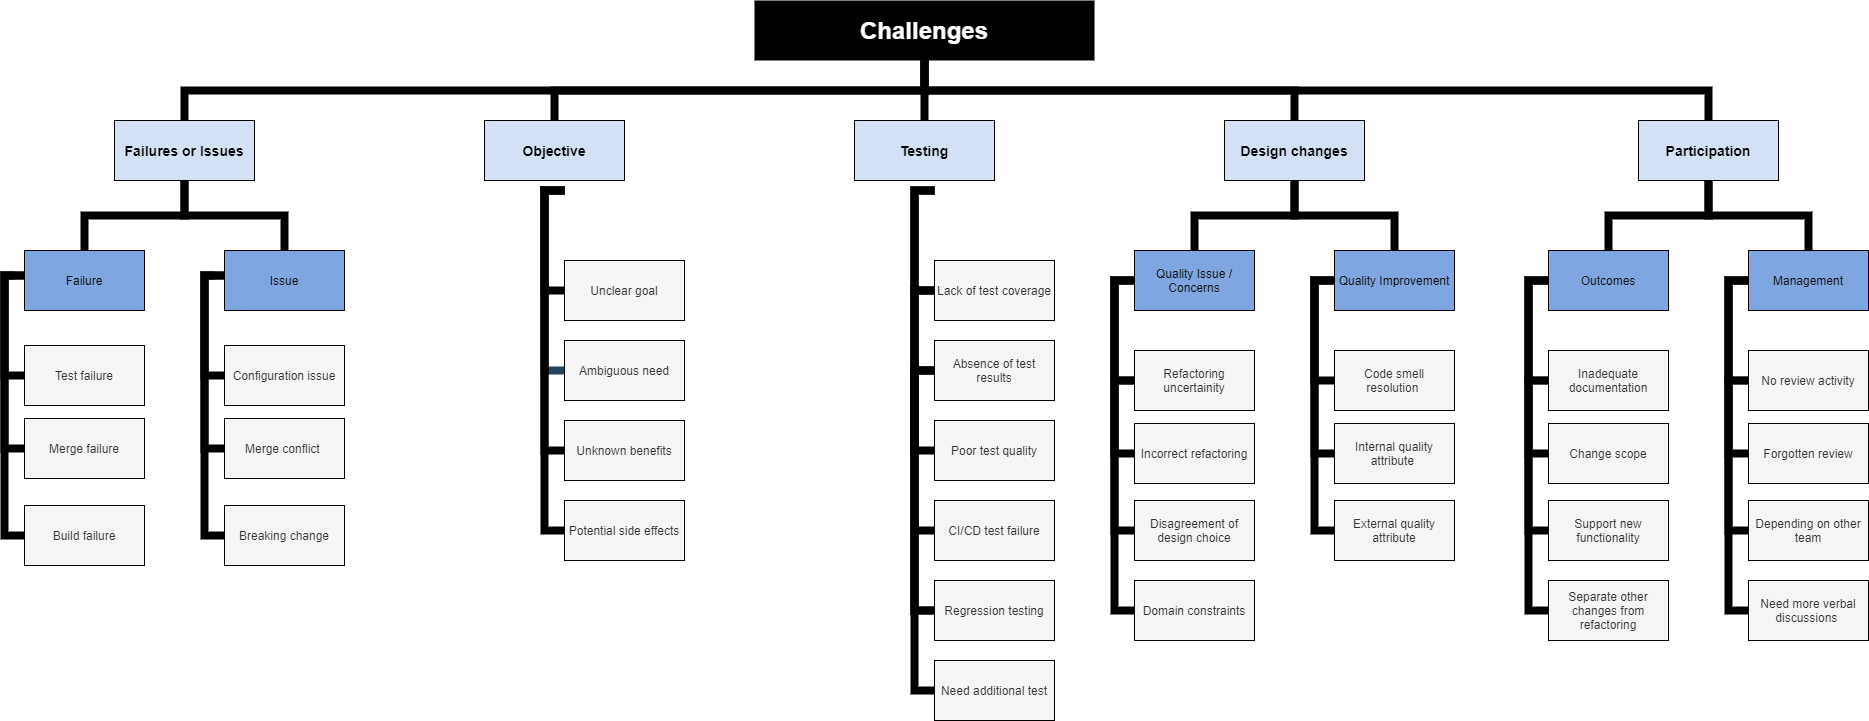 Challenges
Failures or Issues
Objective
Testing
Design changes
Participation
Failure
Test failure
Merge failure
Build failure
Issue
Configuration issue
Merge conflict
Breaking change
Unclear goal
Ambiguous need
Unknown benefits
Potential side effects
Lack of test coverage
Absence of test
results
Poor test quality
CI/CD test failure
Regression testing
Need additional test
Quality Issue /
Concerns
Refactoring
uncertainity
Incorrect refactoring
Disagreement of
design choice
Domain constraints
Quality Improvement
Code smell
resolution
Internal quality
attribute
External quality
attribute
Outcomes
Inadequate
documentation
Change scope
Support new
functionality
Separate other
changes from
refactoring
Management
No review activity
Forgotten review
Depending on other
team
Need more verbal
discussions